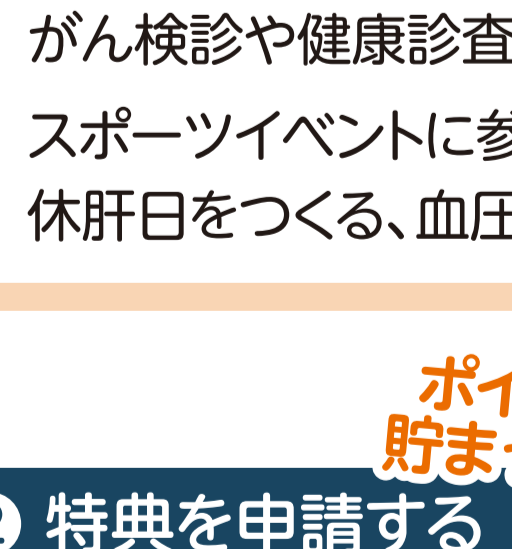 がん検診や健康診査
スポーツイベントに参
休肝日をつくる、血圧
ポイ
貯ま
2 特典を申請する